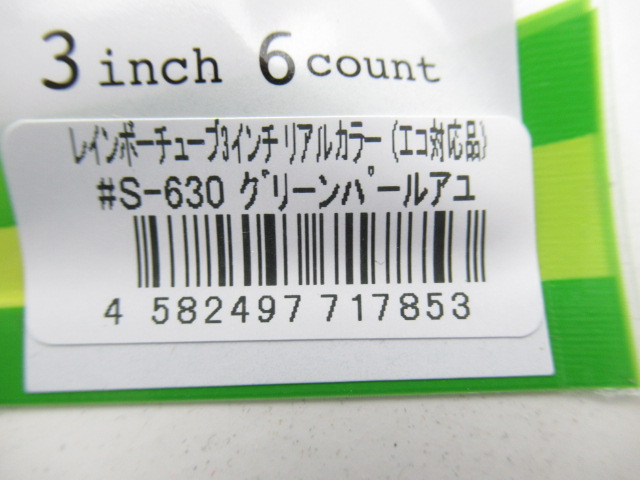 3 inch 6 count
レインボーチューブ3インチリアルカラー(エコ対応品)
#S-630 グリーンパールアユ
4 582497 717853